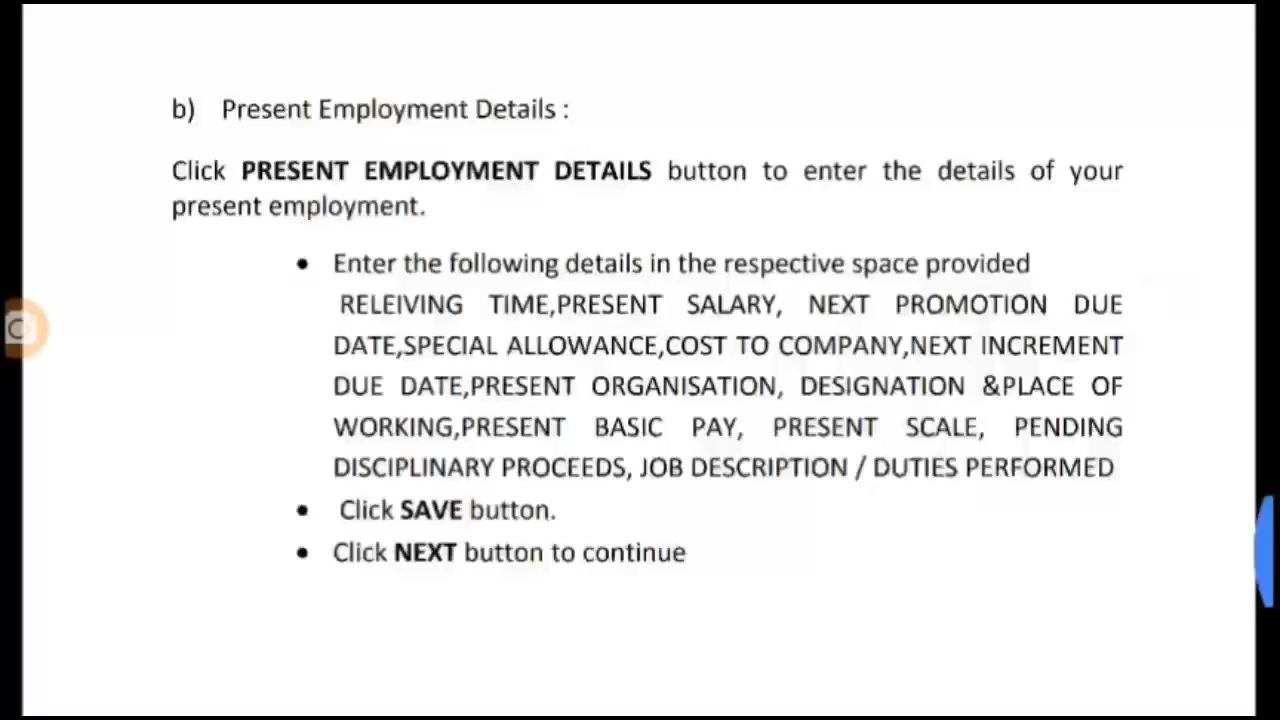 b) Present Employment Details :
Click PRESENT EMPLOYMENT DETAILS button to enter the details of your
present employment.
• Enter the following details in the respective space provided
RELEIVING TIME,PRESENT SALARY, NEXT PROMOTION DUE
DATE,SPECIAL ALLOWANCE,COST TO COMPANY,NEXT INCREMENT
DUE DATE,PRESENT ORGANISATION, DESIGNATION &PLACE OF
WORKING,PRESENT BASIC PAY, PRESENT SCALE, PENDING
DISCIPLINARY PROCEEDS, JOB DESCRIPTION / DUTIES PERFORMED
• Click SAVE button.
• Click NEXT button to continue